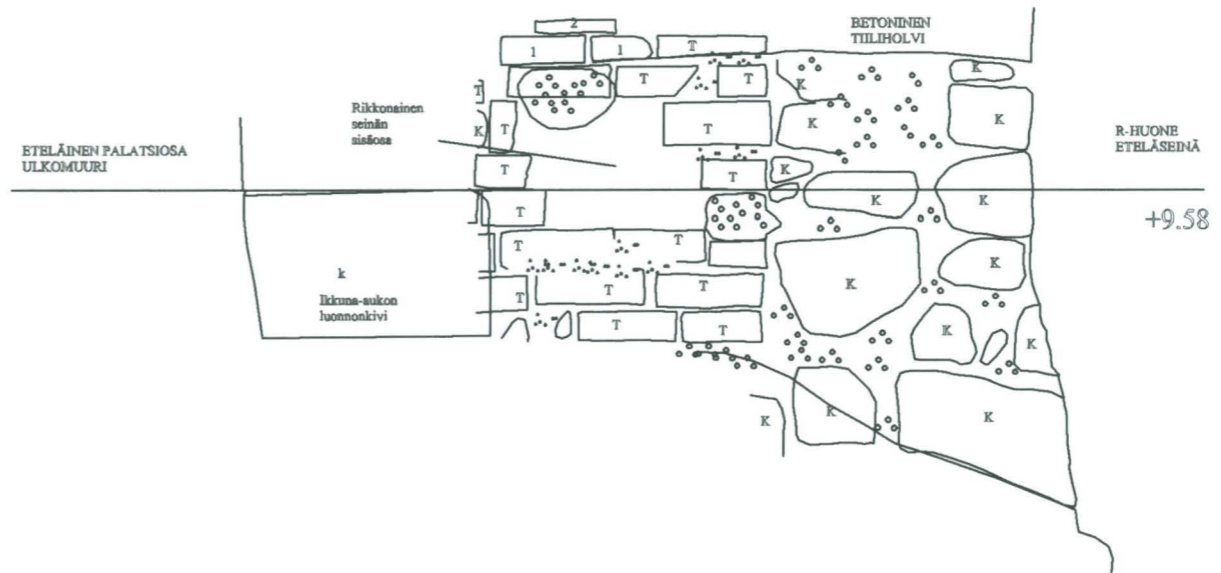 2
BETONINEN
TIILIHOLVI
1 1 T
T T K
T K
Rikkonainen
seinän
sisäosa
K T T K K
R-HUONE
ETELÄSEINÄ
ETELÄINEN PALATSIOSA
ULKOMUURI
T T K
K K
T
+9.58
T T
K
k T T T K
Ikkuna-aukon
luonnonkivi
T T K K
K K K